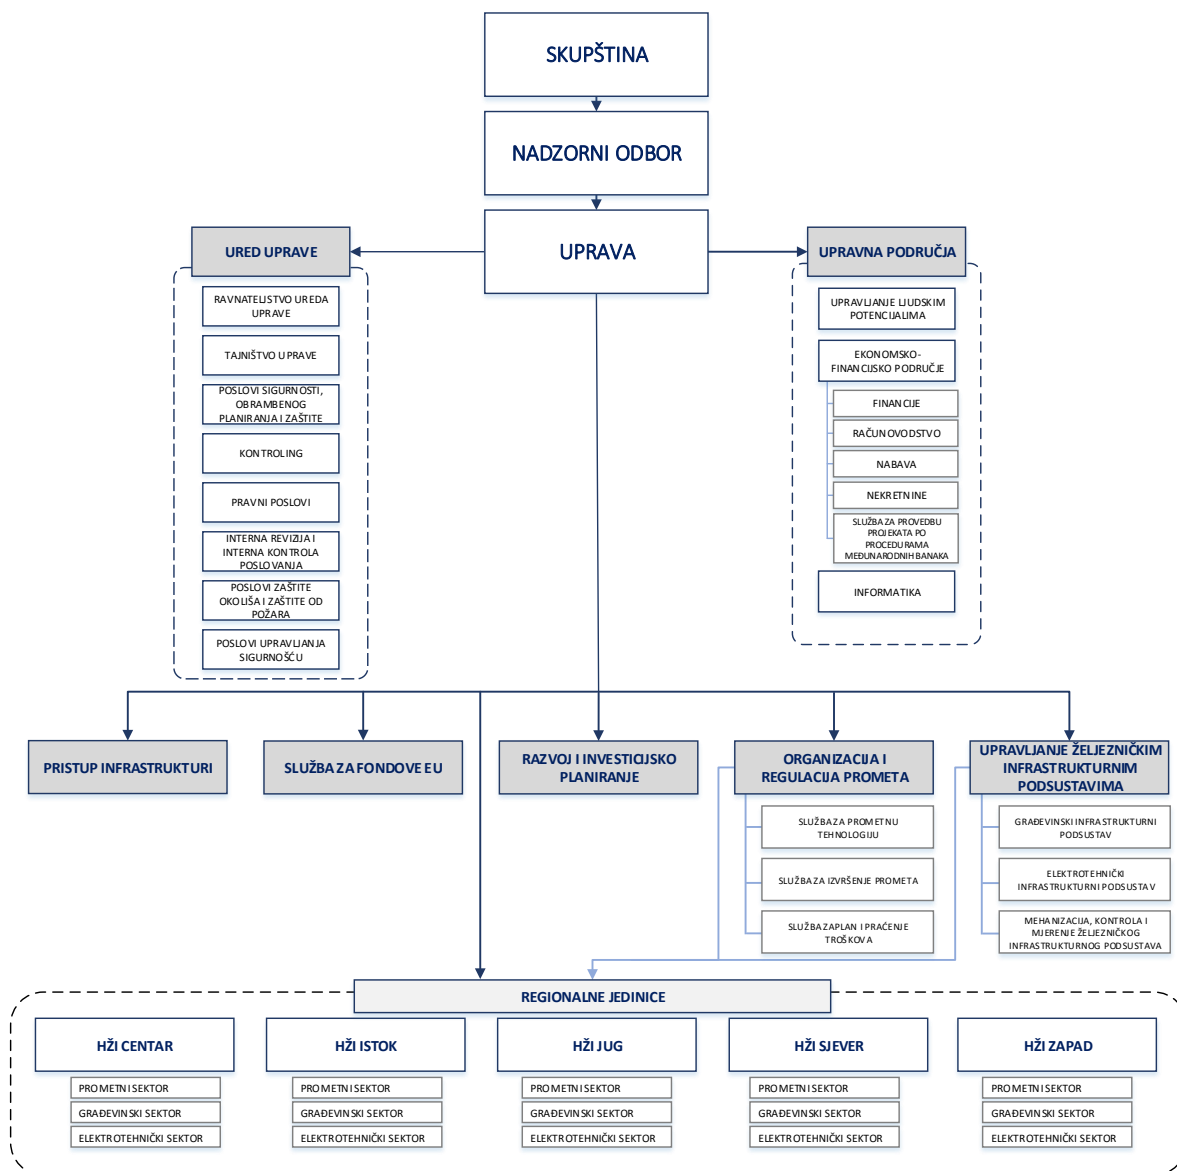 SKUPŠTINA
NADZORNI ODBOR
UPRAVA
URED UPRAVE
RAVNATELJSTVO UREDA
UPRAVE
TAJNIŠTVO UPRAVE
POSLOVI SIGURNOSTI,
OBRAMBENOG
PLANIRANJA I ZAŠTITE
KONTROLING
PRAVNI POSLOVI
INTERNA REVIZIJA I
INTERNA KONTROLA
POSLOVANJA
POSLOVI ZAŠTITE
OKOLIŠA I ZAŠTITE OD
POŽARA
POSLOVI UPRAVLJANJA
SIGURNOŠĆU
UPRAVNA PODRUČJA
UPRAVLJANJE LJUDSKIM
POTENCIJALIMA
EKONOMSKO-
FINANCIJSKO PODRUČJE
FINANCIJE
RAČUNOVODSTVO
NABAVA
NEKRETNINE
SLUŽBA ZA PROVEDBU
PROJEKATA PO
PROCEDURAMA
MEĐUNARODNIH BANAKA
INFORMATIKA
PRISTUP INFRASTRUKTURI
SLUŽBA ZA FONDOVE EU
RAZVOJ I INVESTICIJSKO
PLANIRANJE
ORGANIZACIJA I
REGULACIJA PROMETA
SLUŽBA ZA PROMETNU
TEHNOLOGIJU
SLUŽBA ZA IZVRŠENJE PROMETA
SLUŽBA ZAPLAN I PRAĆENJE
TROŠKOVA
UPRAVLJANJE ŽELJEZNIČKIM
INFRASTRUKTURNIM
PODSUSTAVIMA
GRAĐEVINSKI INFRASTRUKTURNI
PODSUSTAV
ELEKTROTEHNIČKI
INFRASTRUKTURNI PODSUSTAV
MEHANIZACIJA, KONTROLA I
MJERENJE ŽELJEZNIČKOG
INFRASTRUKTURNOG PODSUSTAVA
REGIONALNE JEDINICE
HŽI CENTAR
PROMETNI SEKTOR
GRAĐEVINSKI SEKTOR
ELEKTROTEHNIČKI SEKTOR
HŽI ISTOK
PROMETNI SEKTOR
GRAĐEVINSKI SEKTOR
ELEKTROTEHNIČKI SEKTOR
HŽI JUG
PROMETNI SEKTOR
GRAĐEVINSKI SEKTOR
ELEKTROTEHNIČKI SEKTOR
HŽI SJEVER
PROMETNI SEKTOR
GRAĐEVINSKI SEKTOR
ELEKTROTEHNIČKI SEKTOR
HŽI ZAPAD
PROMETNI SEKTOR
GRAĐEVINSKI SEKTOR
ELEKTROTEHNIČKI SEKTOR